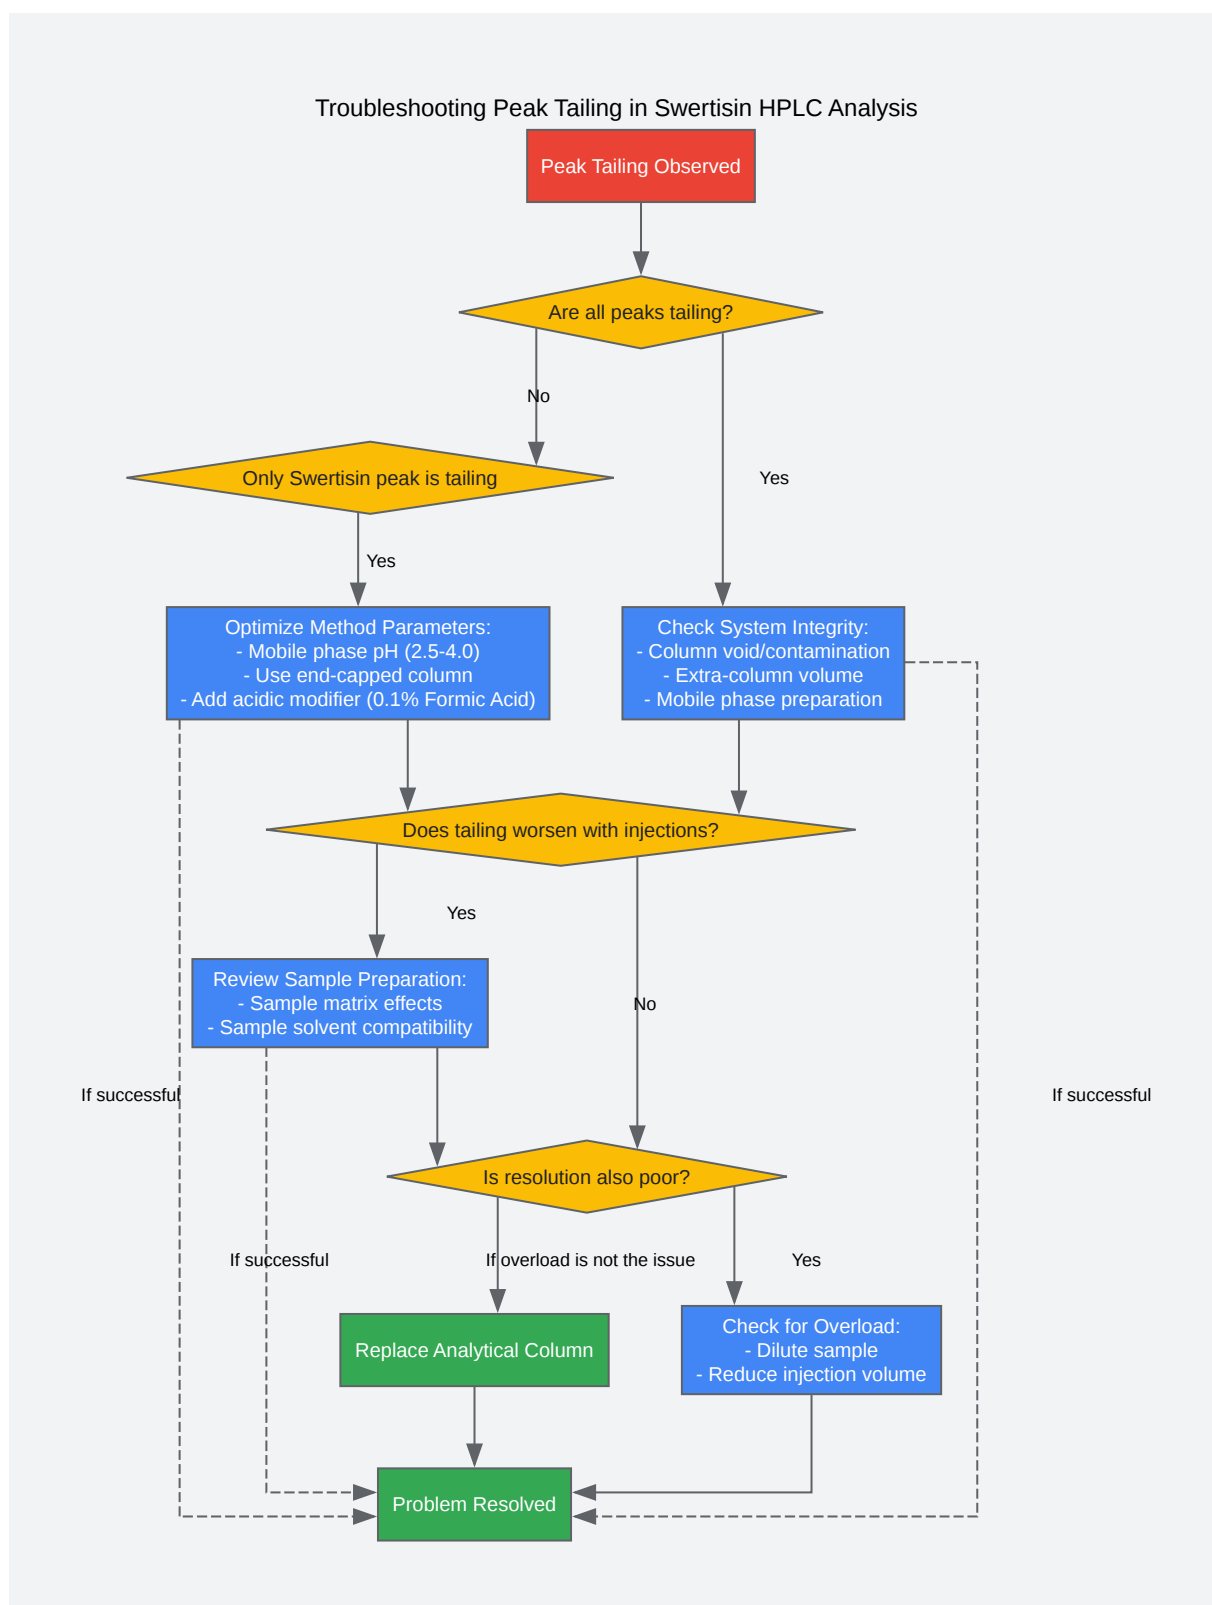 Troubleshooting Peak Tailing in Swertisin HPLC Analysis
Peak Tailing Observed
Are all peaks tailing?
No
Only Swertisin peak is tailing
Yes
Yes
Optimize Method Parameters:
- Mobile phase pH (2.5-4.0)
- Use end-capped column
- Add acidic modifier (0.1% Formic Acid)
Check System Integrity:
- Column void/contamination
- Extra-column volume
- Mobile phase preparation
Does tailing worsen with injections?
Yes
Review Sample Preparation:
- Sample matrix effects
- Sample solvent compatibility
No
If successful
If successful
Is resolution also poor?
If successful
If overload is not the issue
Yes
Replace Analytical Column
Check for Overload:
- Dilute sample
- Reduce injection volume
Problem Resolved